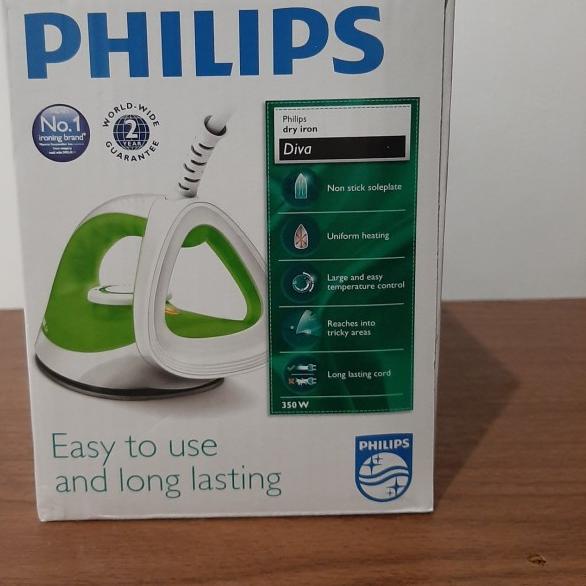 PHILIPS
No.1
ironing brand*
WORLD-WIDE
2
YEARS
GUARANTEE
Philips
dry iron
Diva
Non stick soleplate
Uniform heating
Large and easy
temperature control
Reaches into
tricky areas
Long lasting cord
350 W
Easy to use
and long lasting
PHILIPS